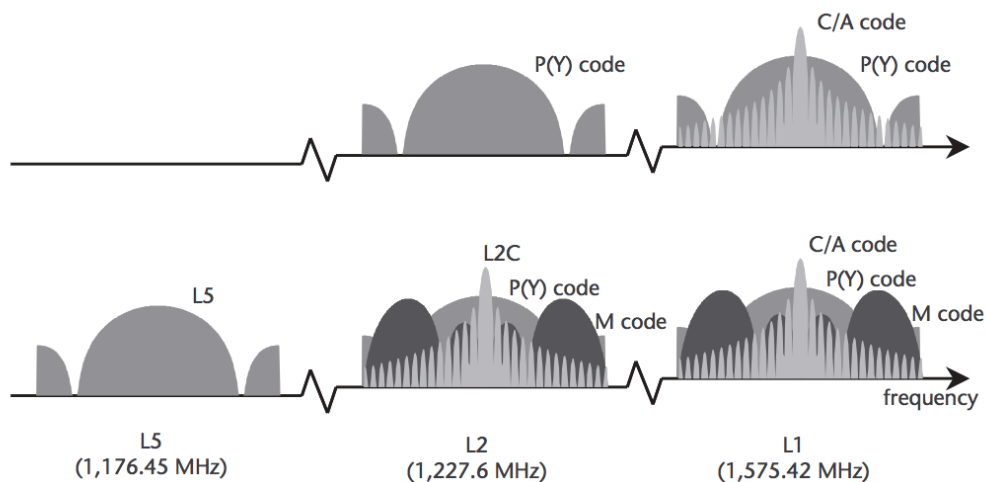 C/A code
P(Y) code
P(Y) code
C/A code
L2C
P(Y) code
P(Y) code
L5
M code
M code
frequency
L5
L2
L1
(1,176.45 MHz)
(1,227.6 MHz)
(1,575.42 MHz)